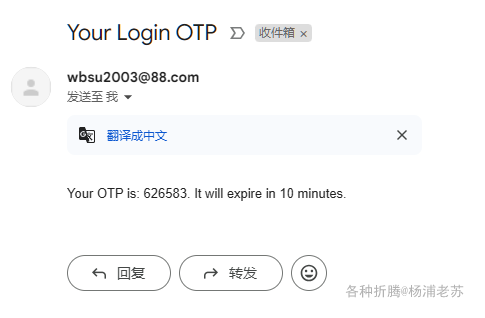 Your Login OTP 收件箱 ×
wbsu2003@88.com
发送至 我
翻译成中文
Your OTP is: 626583. It will expire in 10 minutes.
回复 转发
各种折腾@杨浦老苏